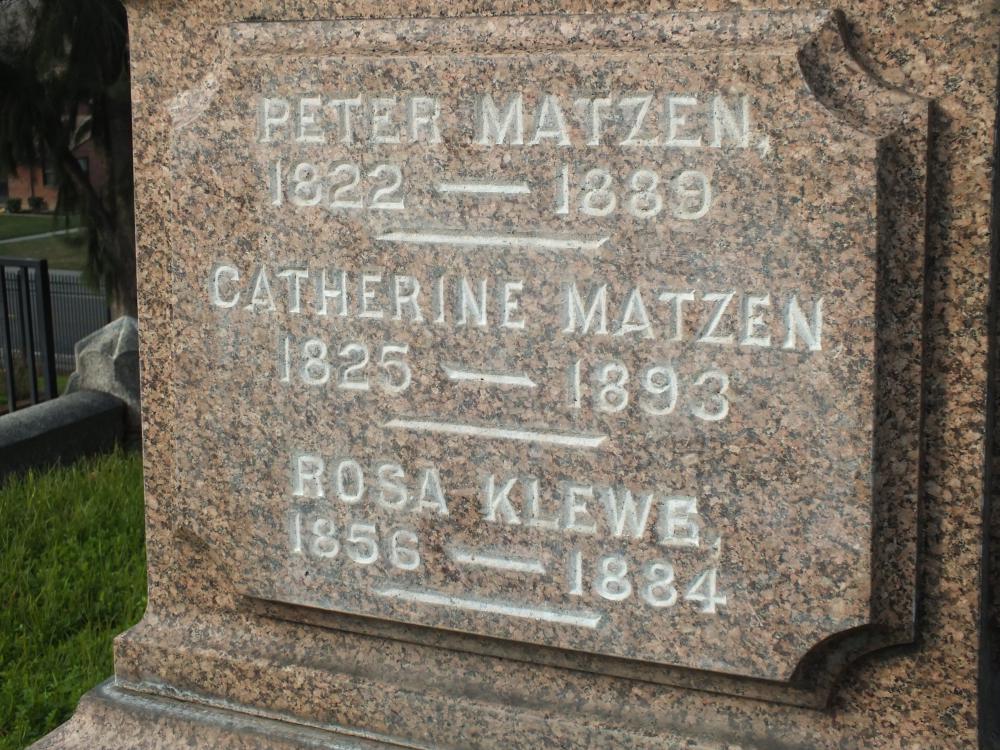 PETER MATZEN,
1822 — 1889
CATHERINE MATZEN
1825 — 1893
ROSA KLEWE,
1856 — 1884